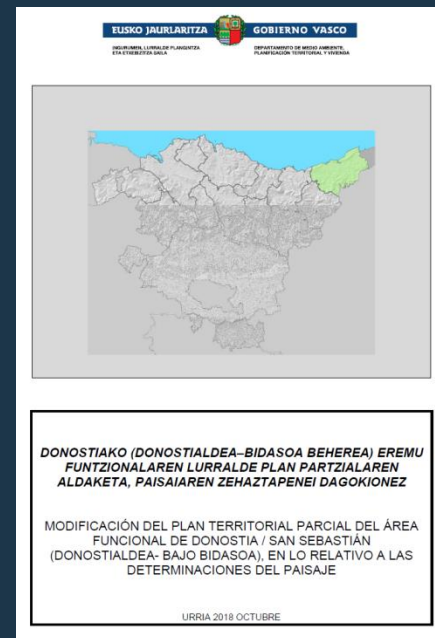 EUSKO JAURLARITZA GOBIERNO VASCO
INGURUMEN, LURRALDE PLANGINTZA
ETA ETXEBIZITZA SAILA
DEPARTAMENTO DE MEDIO AMBIENTE,
PLANIFICACIÓN TERRITORIAL Y VIVIENDA
DONOSTIAKO (DONOSTIALDEA–BIDASOA BEHEREA) EREMU
FUNTZIONALAREN LURRALDE PLAN PARTZIALAREN
ALDAKETA, PAISAIAREN ZEHAZTAPENEI DAGOKIONEZ
MODIFICACIÓN DEL PLAN TERRITORIAL PARCIAL DEL ÁREA
FUNCIONAL DE DONOSTIA / SAN SEBASTIÁN
(DONOSTIALDEA- BAJO BIDASOA), EN LO RELATIVO A LAS
DETERMINACIONES DEL PAISAJE
URRIA 2018 OCTUBRE